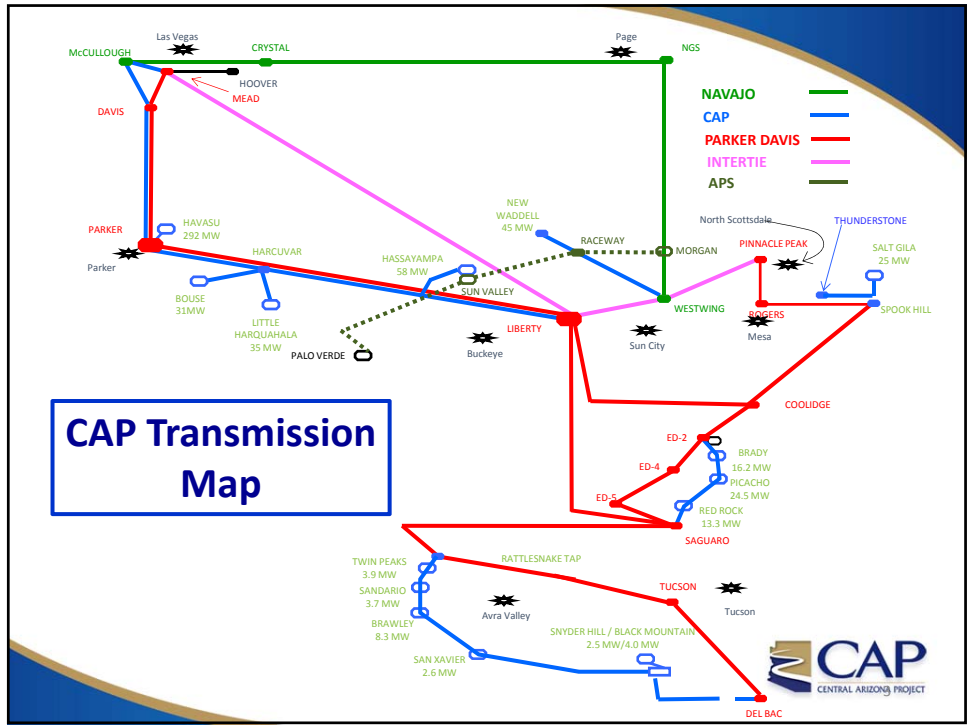 Las Vegas
Page
McCULLOUGH
CRYSTAL
NGS
HOOVER
MEAD
DAVIS
NAVAJO
CAP
PARKER DAVIS
INTERTIE
APS
NEW
WADDELL
45 MW
North Scottsdale
THUNDERSTONE
PARKER
HAVASU
292 MW
RACEWAY
MORGAN
PINNACLE PEAK
SALT GILA
25 MW
Parker
HARCUVAR
HASSAYAMPA
58 MW
SUN VALLEY
BOUSE
31MW
LITTLE
HARQUAHALA
35 MW
LIBERTY
WESTWING
ROGERS
SPOOK HILL
PALO VERDE
Buckeye
Sun City
Mesa
CAP Transmission
Map
COOLIDGE
ED-2
BRADY
16.2 MW
ED-4
PICACHO
24.5 MW
ED-5
RED ROCK
13.3 MW
SAGUARO
TWIN PEAKS
3.9 MW
RATTLESNAKE TAP
SANDARIO
3.7 MW
TUCSON
Tucson
Avra Valley
BRAWLEY
8.3 MW
SNYDER HILL / BLACK MOUNTAIN
2.5 MW/4.0 MW
SAN XAVIER
2.6 MW
CAP
CENTRAL ARIZONA PROJECT
DEL BAC